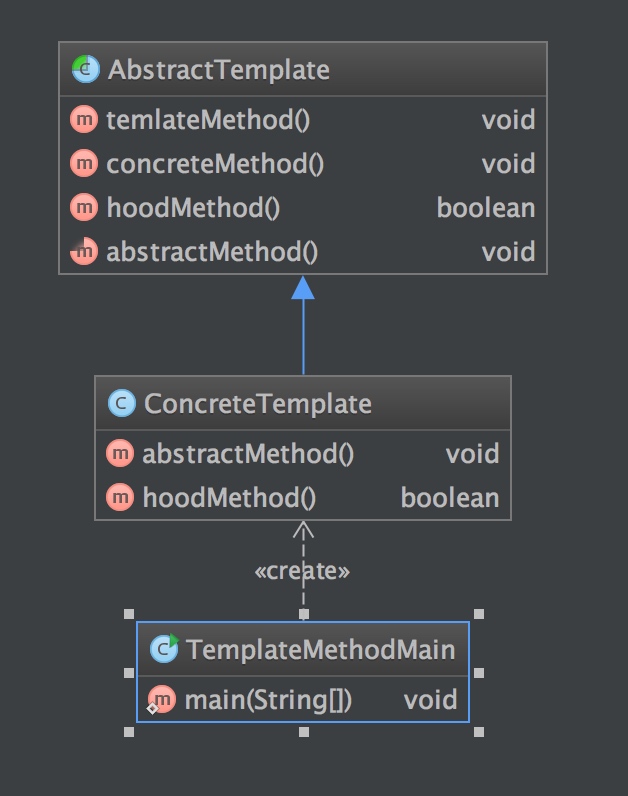 AbstractTemplate
temlateMethod() void
concreteMethod() void
hoodMethod() boolean
abstractMethod() void
ConcreteTemplate
abstractMethod() void
hoodMethod() boolean
«create»
TemplateMethodMain
main(String[]) void